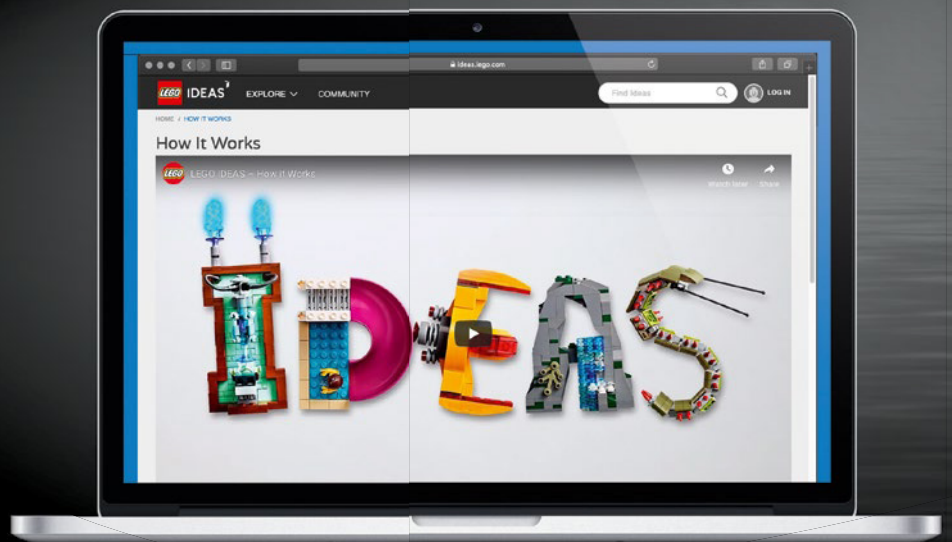 ideas.lego.com
LEGO IDEAS EXPLORE COMMUNITY Find Ideas LOG IN
HOME / HOW IT WORKS
How It Works
LEGO LEGO IDEAS – How it Works
Watch later Share
IDEAS